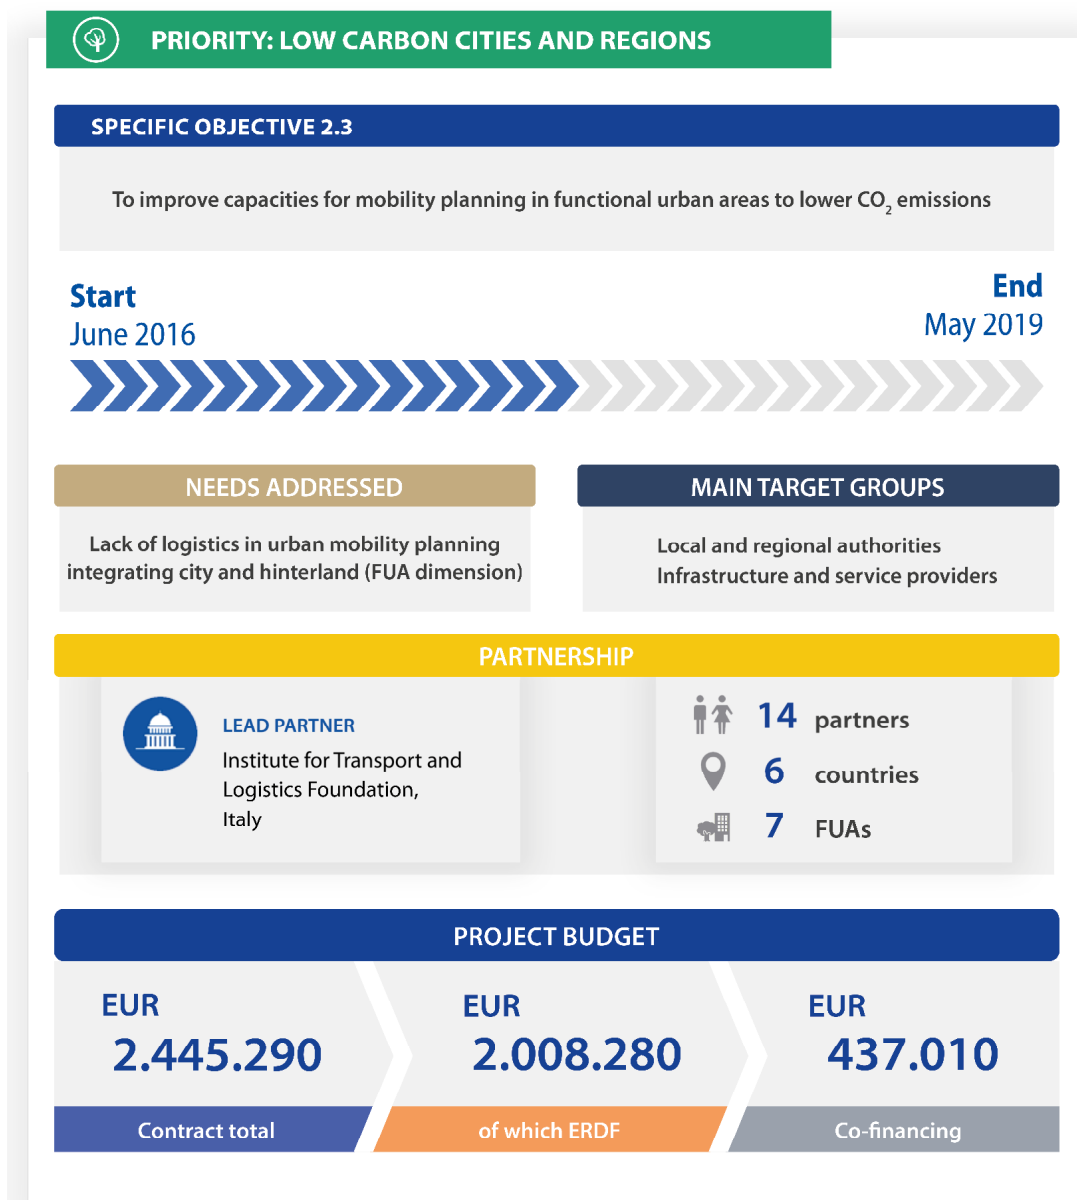 PRIORITY: LOW CARBON CITIES AND REGIONS
SPECIFIC OBJECTIVE 2.3
To improve capacities for mobility planning in functional urban areas to lower CO₂ emissions
Start
June 2016
End
May 2019
NEEDS ADDRESSED
Lack of logistics in urban mobility planning
integrating city and hinterland (FUA dimension)
MAIN TARGET GROUPS
Local and regional authorities
Infrastructure and service providers
PARTNERSHIP
LEAD PARTNER
Institute for Transport and
Logistics Foundation,
Italy
14 partners
6 countries
7 FUAs
PROJECT BUDGET
EUR
2.445.290
Contract total
EUR
2.008.280
of which ERDF
EUR
437.010
Co-financing